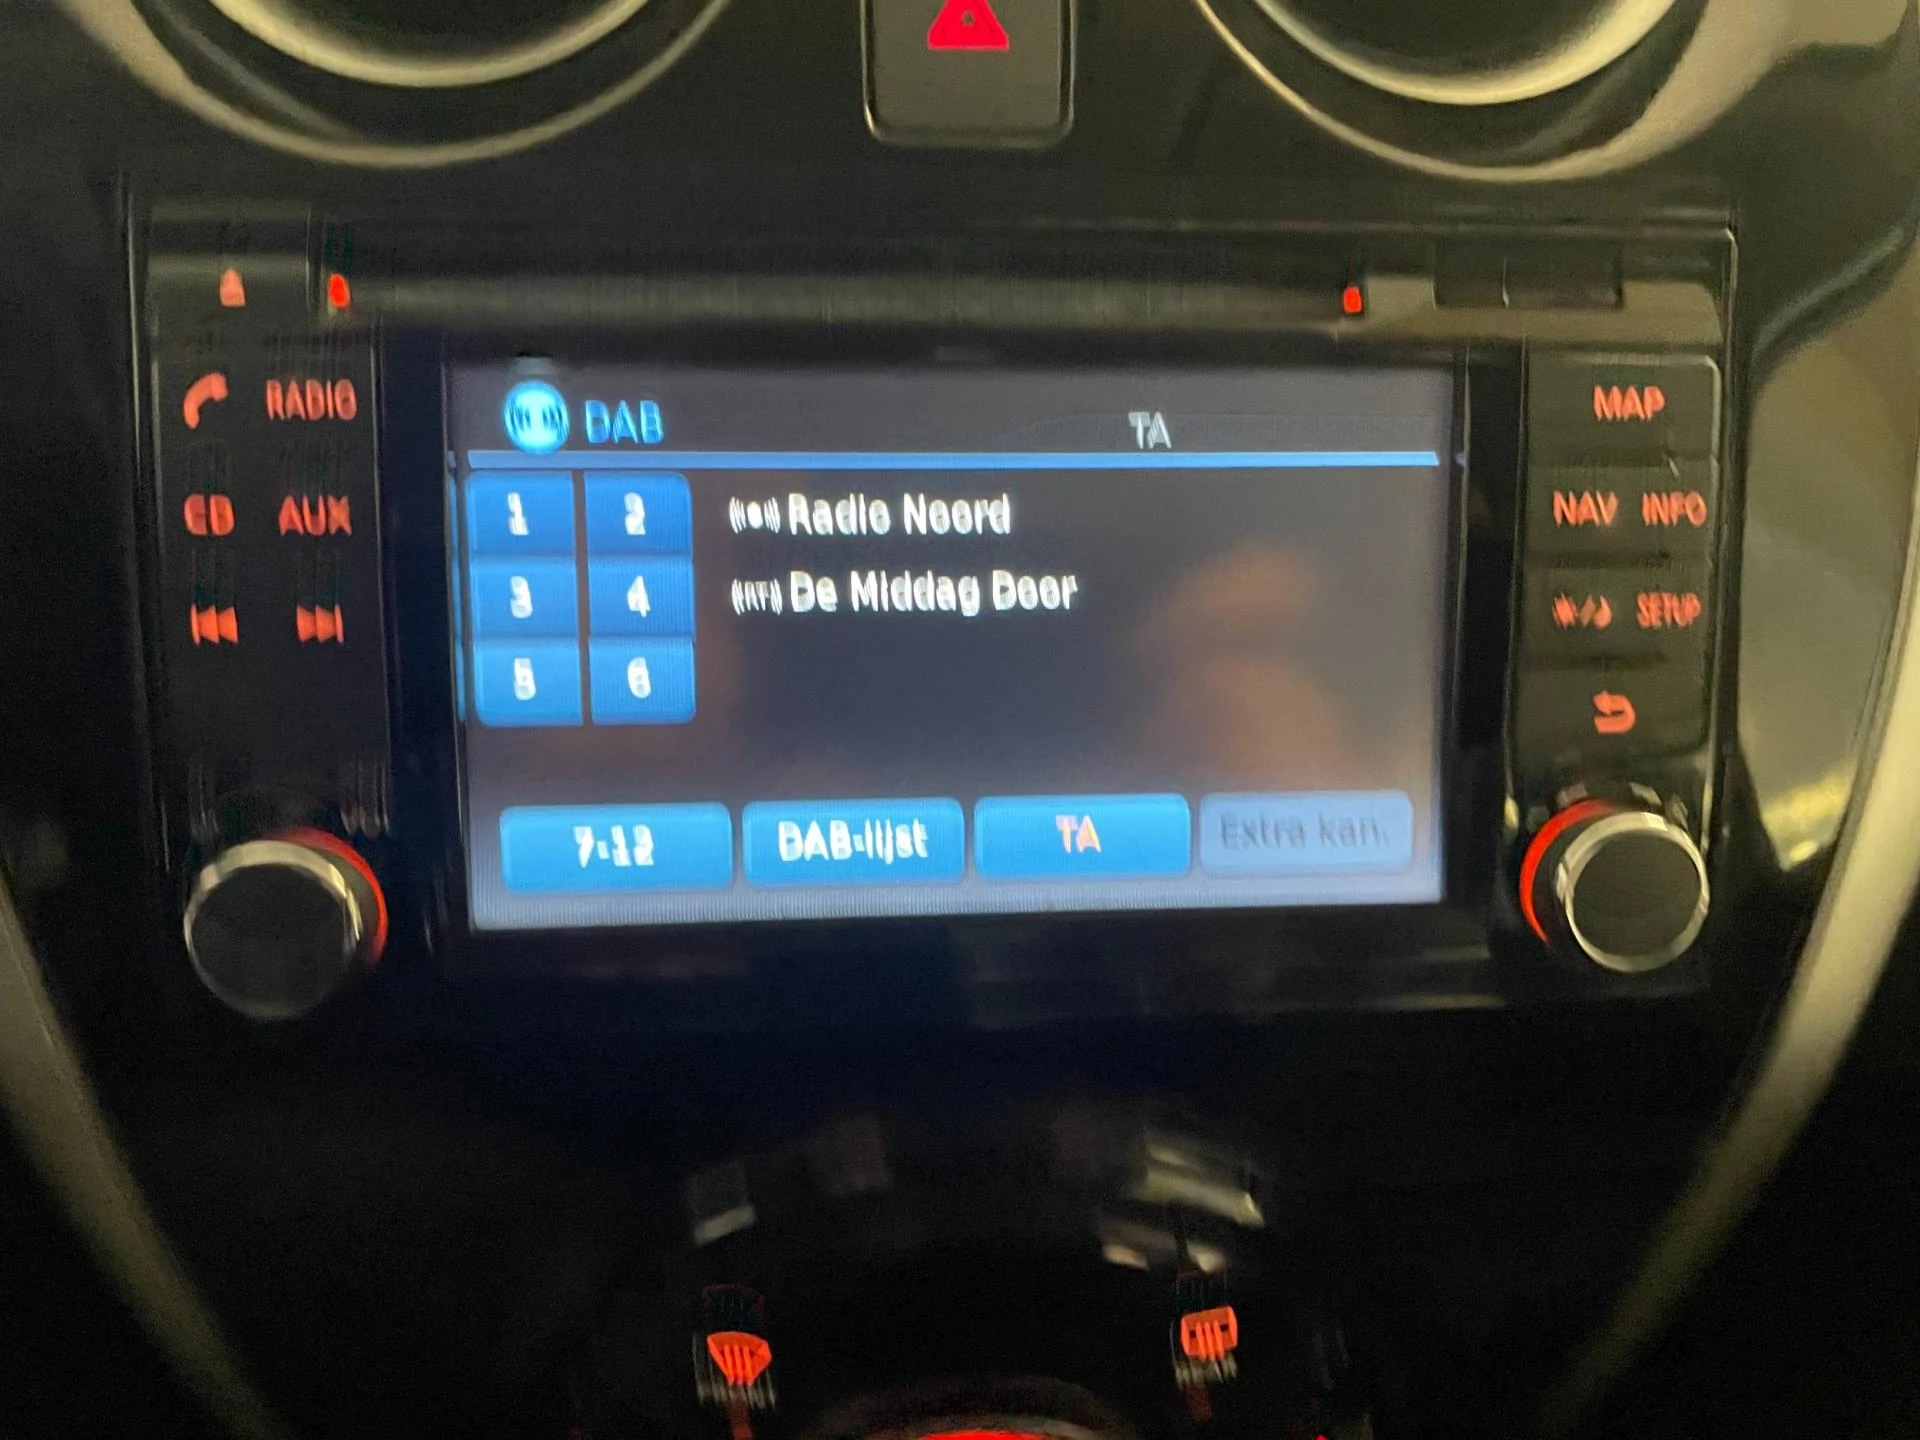 RADIO
CD AUX
DAB TA
1 2 Radio Noord
3 4 De Middag Door
5 6
7-12 DAB-lijst TA Extra kan.
MAP
NAV INFO
SETUP